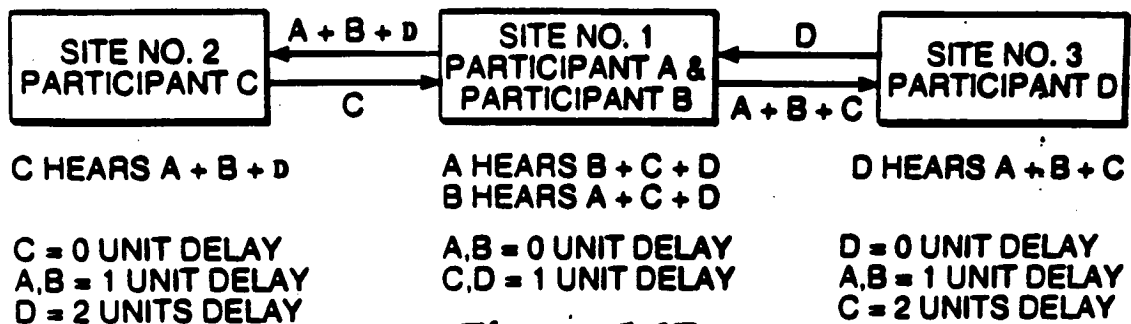 SITE NO. 2
PARTICIPANT C
A + B + D
C
SITE NO. 1
PARTICIPANT A &
PARTICIPANT B
D
A + B + C
SITE NO. 3
PARTICIPANT D
C HEARS A + B + D
A HEARS B + C + D
B HEARS A + C + D
D HEARS A + B + C
C = 0 UNIT DELAY
A,B = 1 UNIT DELAY
D = 2 UNITS DELAY
A,B = 0 UNIT DELAY
C,D = 1 UNIT DELAY
D = 0 UNIT DELAY
A,B = 1 UNIT DELAY
C = 2 UNITS DELAY